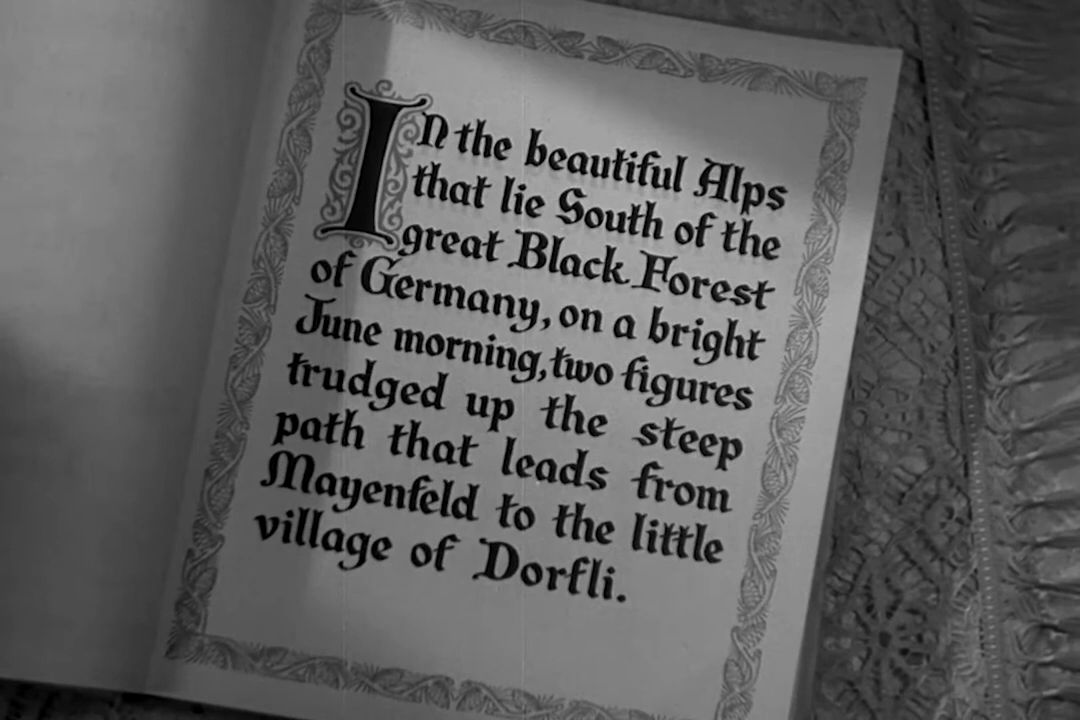 In the beautiful Alps
that lie South of the
great Black Forest
of Germany, on a bright
June morning, two figures
trudged up the steep
path that leads from
Mayenfeld to the little
village of Dorfli.